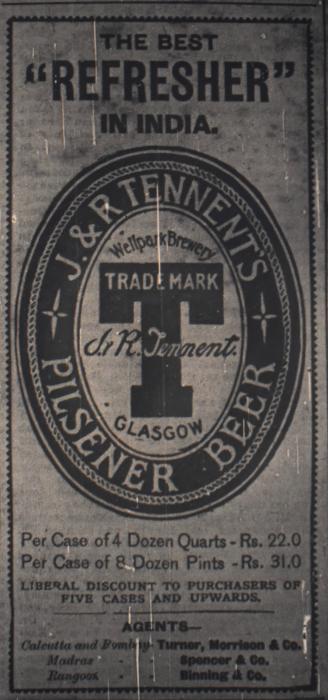 THE BEST
"REFRESHER"
IN INDIA.
J. & R. TENNENT'S
Wellpark Brewery
TRADE MARK
T
J & R. Tennent.
GLASGOW
PILSENER BEER
Per Case of 4 Dozen Quarts - Rs. 22.0
Per Case of 8 Dozen Pints - Rs. 31.0
LIBERAL DISCOUNT TO PURCHASERS OF
FIVE CASES AND UPWARDS.
AGENTS—
Calcutta and Bombay- Turner, Morrison & Co.
Madras - - Spencer & Co.
Rangoon - - Binning & Co.